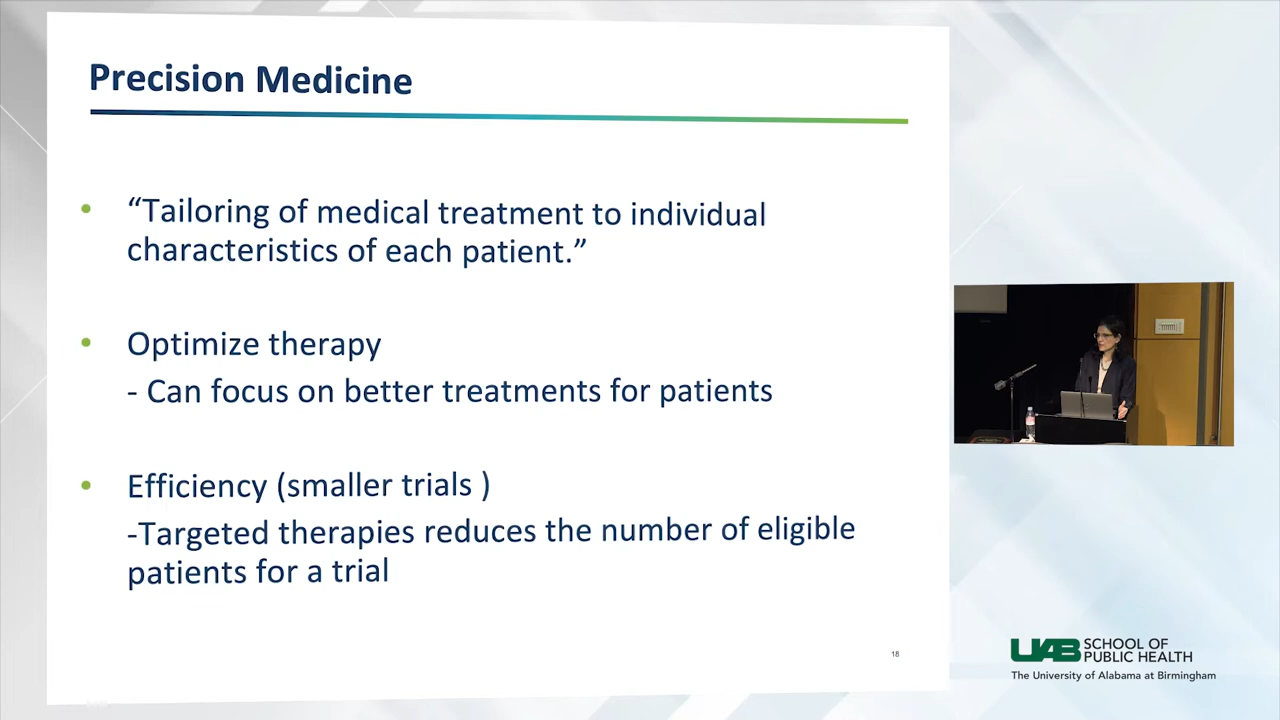 Precision Medicine
• “Tailoring of medical treatment to individual
characteristics of each patient.”
• Optimize therapy
- Can focus on better treatments for patients
• Efficiency (smaller trials )
-Targeted therapies reduces the number of eligible
patients for a trial
18
UAB SCHOOL OF
PUBLIC HEALTH
The University of Alabama at Birmingham